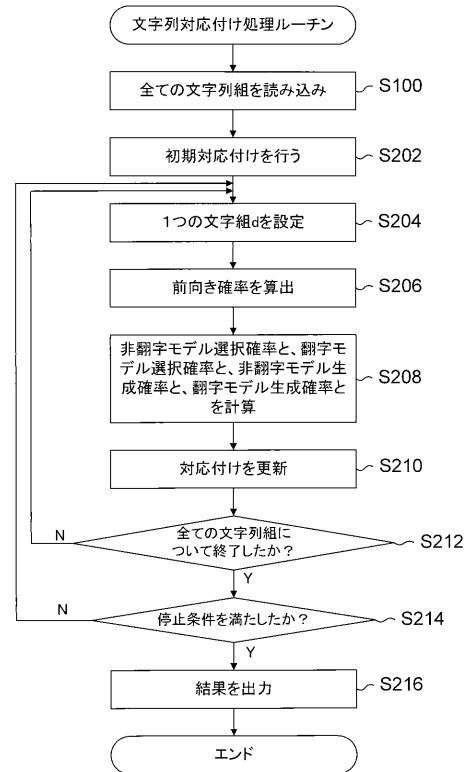 文字列対応付け処理ルーチン
全ての文字列組を読み込み
S100
初期対応付けを行う
S202
1つの文字組dを設定
S204
前向き確率を算出
S206
非翻字モデル選択確率と、翻字モ
デル選択確率と、非翻字モデル生
成確率と、翻字モデル生成確率と
を計算
S208
対応付けを更新
S210
全ての文字列組に
ついて終了したか？
S212
N
Y
停止条件を満たしたか？
S214
N
Y
結果を出力
S216
エンド